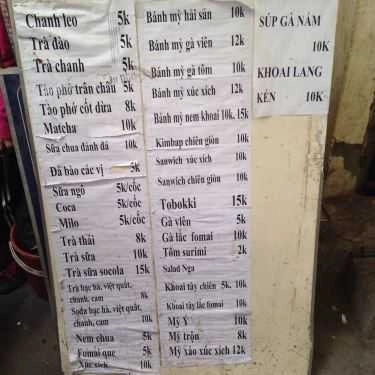 Chanh leo 5k
Trà đào 5k
Trà chanh 5k
Tào phớ trân châu 5k
Tào phớ cốt dừa 8k
Matcha 10k
Sữa chua đánh đá 10k
Đá bào các vị 5k
Sữa ngô 5k/cốc
Coca 5k/cốc
Milo 5k/cốc
Trà thái 8k
Trà sữa 10k
Trà sữa socola 15k
Trà bạc hà, việt quất,
chanh, cam 8k
Soda bạc hà, việt quất,
chanh, cam 10k
Nem chua 5k
Fomai que 5k
Xúc xích 10k
Bánh mỳ hải sản 10k
Bánh mỳ gà viên 12k
Bánh mỳ gà tôm 10k
Bánh mỳ xúc xích 12k
Bánh mỳ nem khoai 10k, 15k
Kimbap chiên giòn 10k
Sanwich xúc xích 10k
Sanwich chiên giòn 10k
Tobokki 15k
Gà viên 5k
Gà lắc fomai 10k
Tôm surimi 2k
Salad Nga
Khoai tây chiên 5k, 10k
Khoai tây lắc fomai 10k
Mỳ Ý 10k
Mỳ trộn 8k
Mỳ xào xúc xích 12k
SÚP GÀ NẤM
10K
KHOAI LANG
KÉN 10K